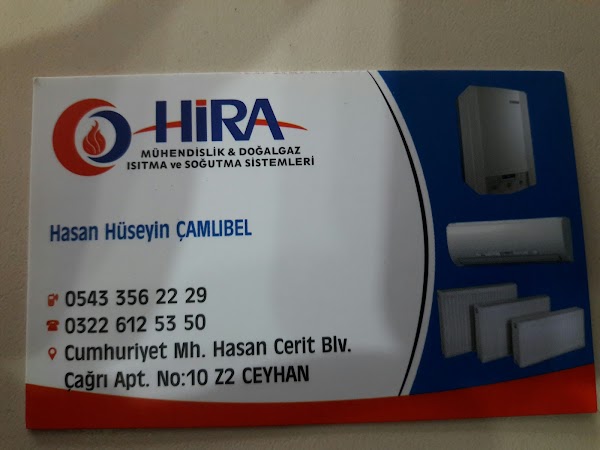 HİRA
MÜHENDİSLİK & DOĞALGAZ
ISITMA ve SOĞUTMA SİSTEMLERİ
Hasan Hüseyin ÇAMLIBEL
0543 356 22 29
0322 612 53 50
Cumhuriyet Mh. Hasan Cerit Blv.
Çağrı Apt. No:10 Z2 CEYHAN